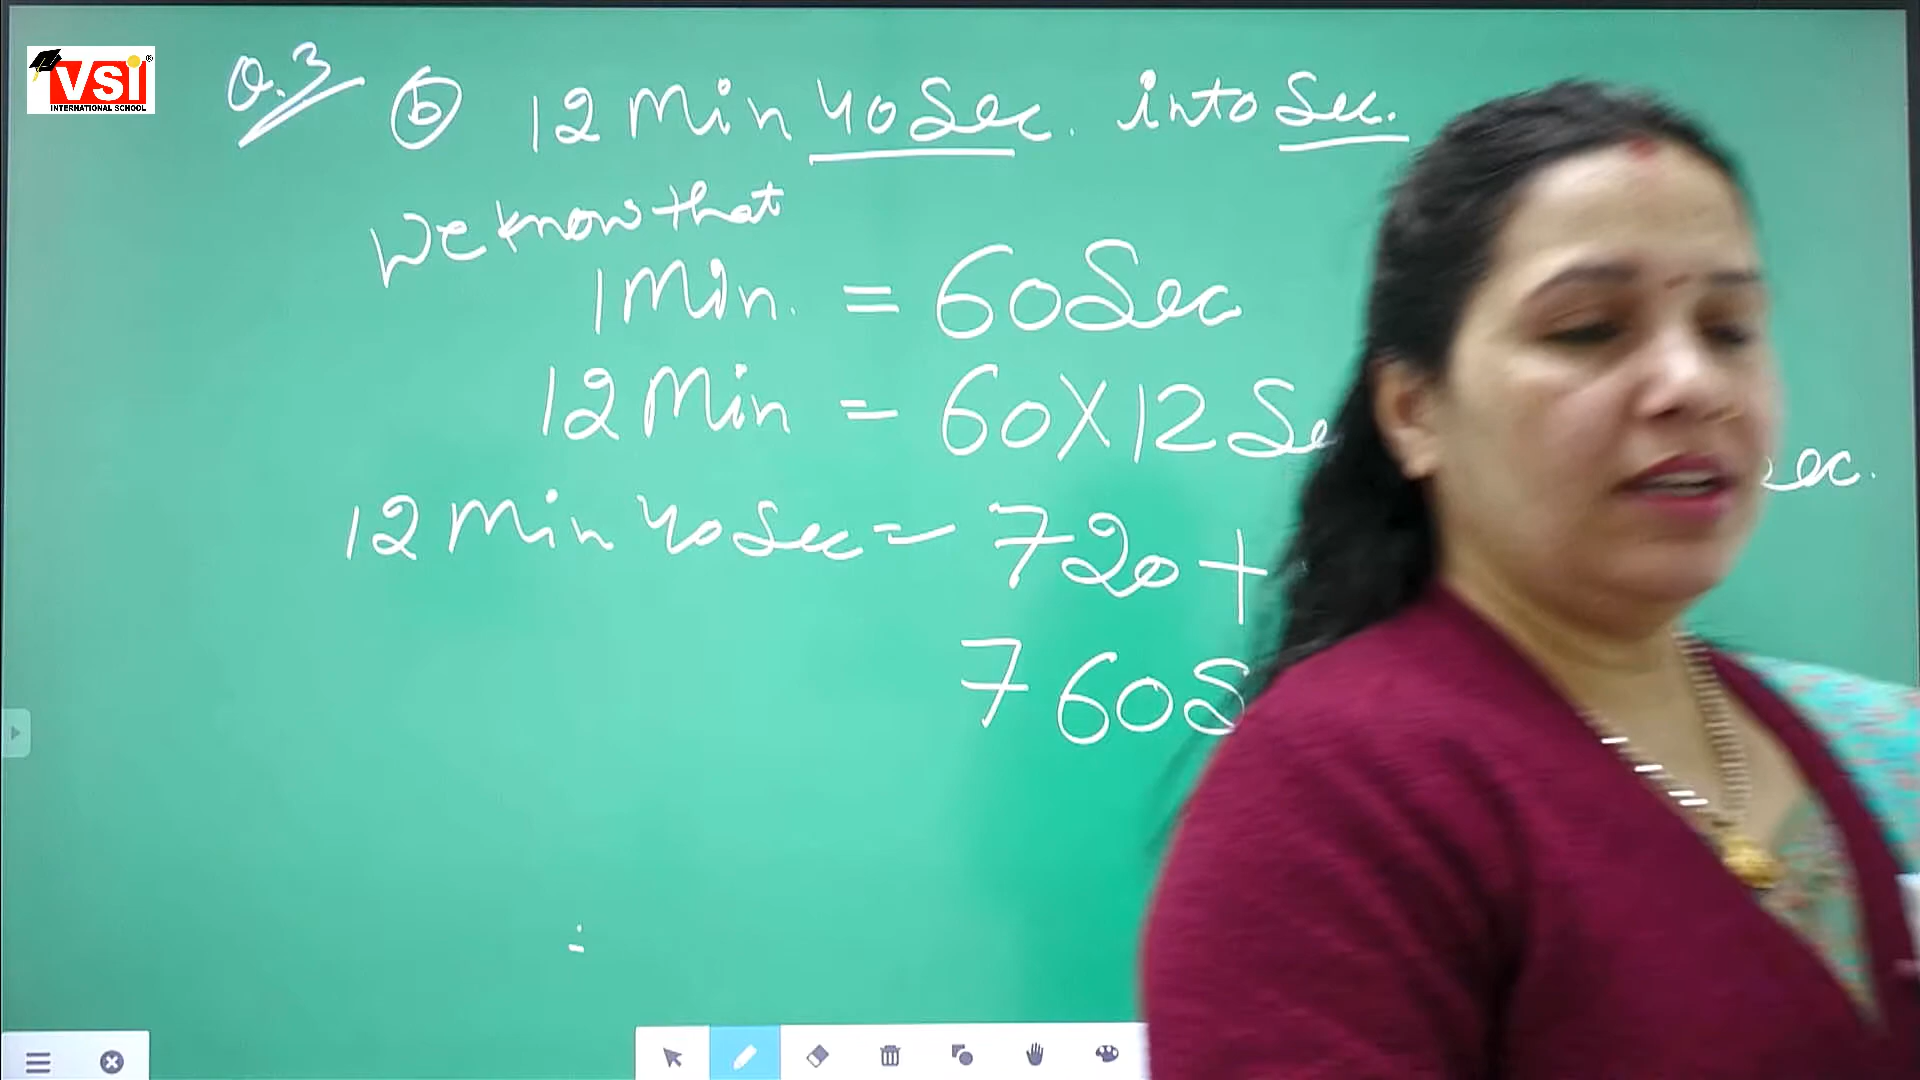 VSI
INTERNATIONAL SCHOOL
Q.3 (b) 12 Min 40 Sec. into Sec.
We know that
1 Min. = 60 Sec
12 Min = 60 X 12
12 Min 40 Sec = 720 +
760